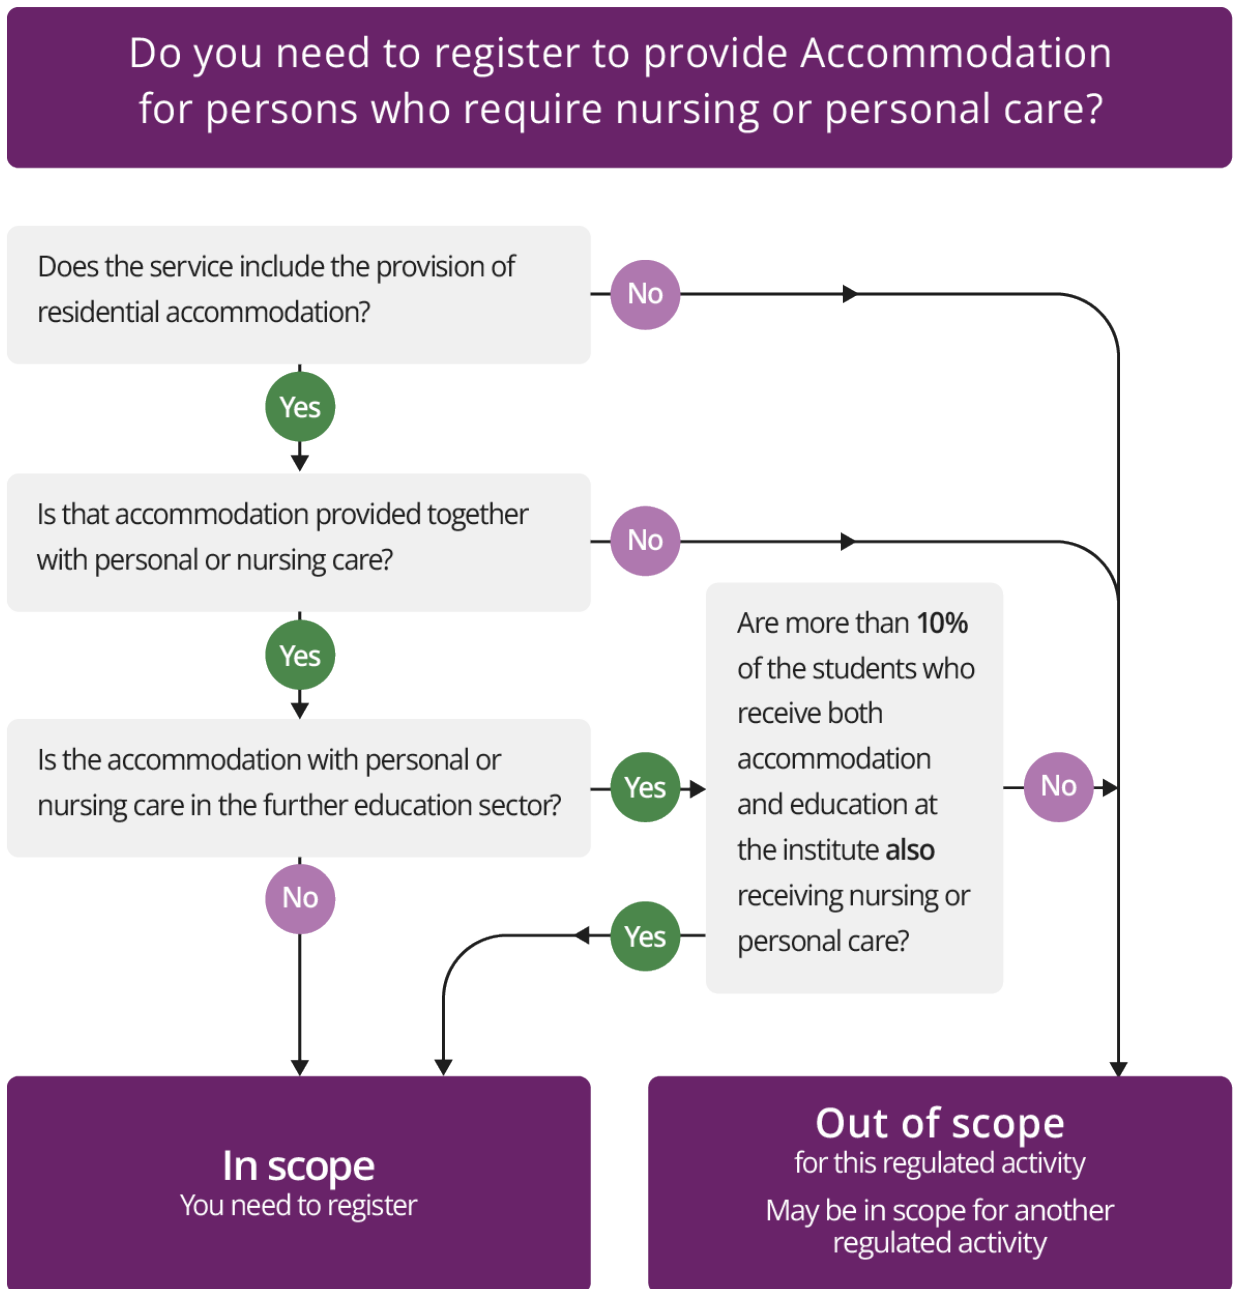 Do you need to register to provide Accommodation
for persons who require nursing or personal care?
Does the service include the provision of
residential accommodation?
No
Yes
Is that accommodation provided together
with personal or nursing care?
No
Yes
Is the accommodation with personal or
nursing care in the further education sector?
Yes
Are more than 10%
of the students who
receive both
accommodation
and education at
the institute also
receiving nursing or
personal care?
No
No
Yes
In scope
You need to register
Out of scope
for this regulated activity
May be in scope for another
regulated activity